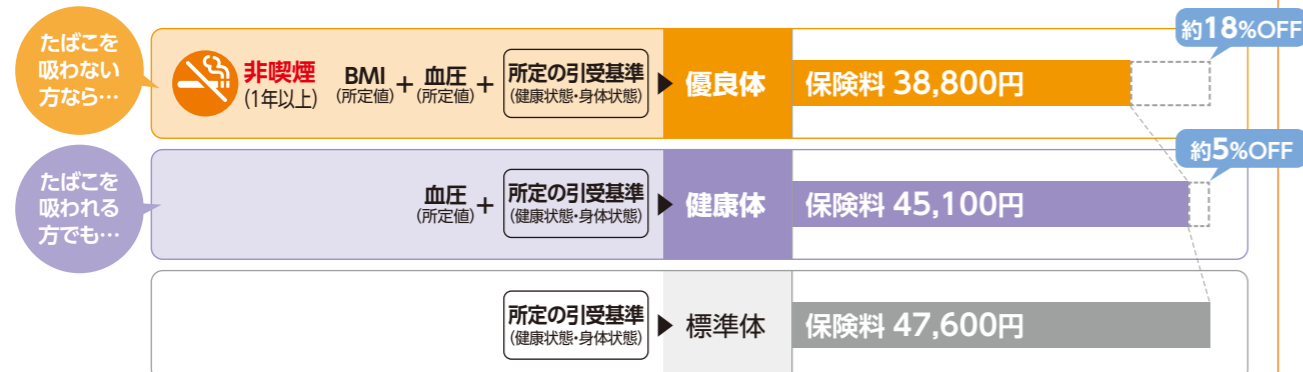 約18%OFF
たばこを
吸わない
方なら…
非喫煙
(1年以上)
BMI
(所定値)
+
血圧
(所定値)
+
所定の引受基準
(健康状態・身体状態)
▶
優良体
保険料 38,800円
約5%OFF
たばこを
吸われる
方でも…
血圧
(所定値)
+
所定の引受基準
(健康状態・身体状態)
▶
健康体
保険料 45,100円
所定の引受基準
(健康状態・身体状態)
▶
標準体
保険料 47,600円